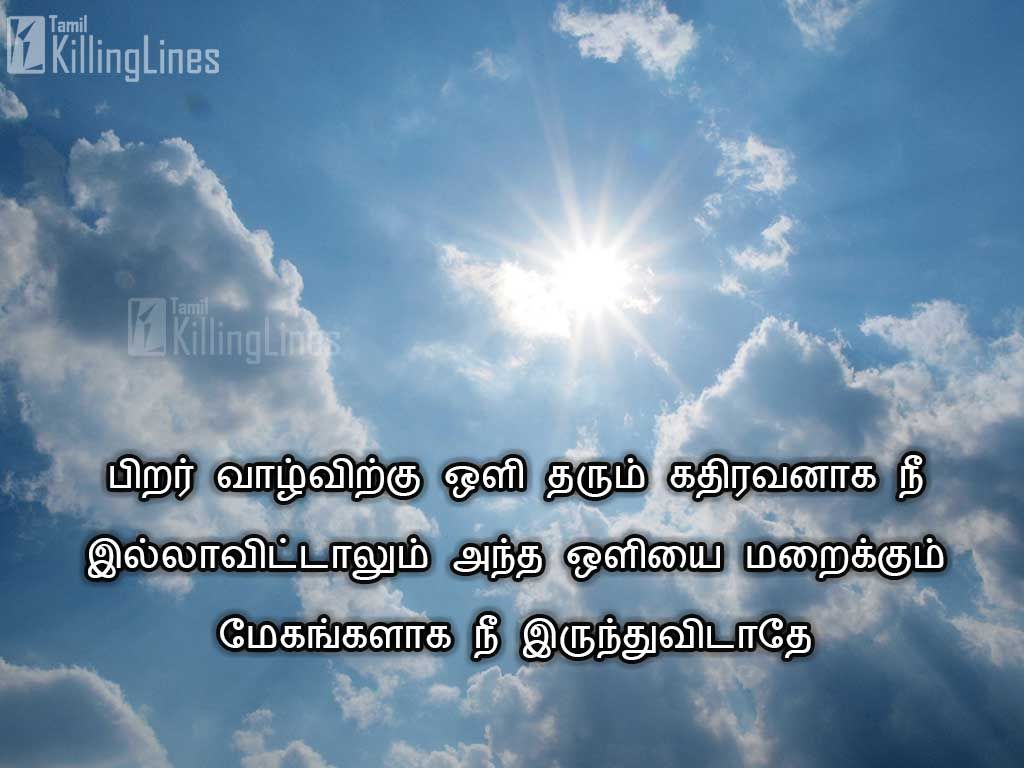 Tamil
KillingLines
Tamil
KillingLines
பிறர் வாழ்விற்கு ஒளி தரும் கதிரவனாக நீ
இல்லாவிட்டாலும் அந்த ஒளியை மறைக்கும்
மேகங்களாக நீ இருந்துவிடாதே